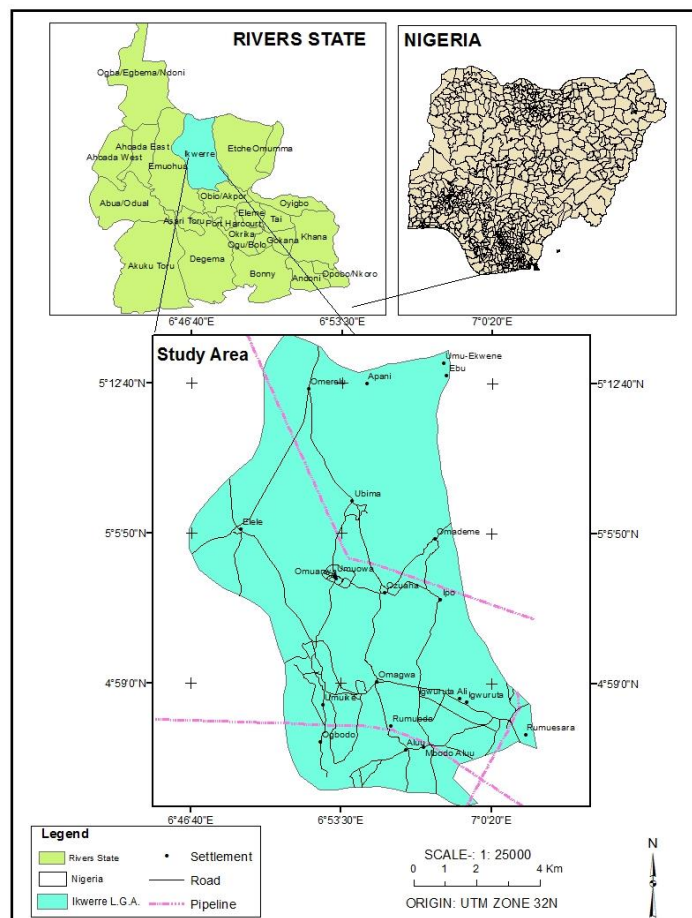 RIVERS STATE
Ogba/Egbema/Ndoni
Ahoada East
Ahoada West
Emuohua
Ikwerre
Etche
Omumma
Abua/Odual
Obio/Akpor
Oyigbo
Eleme
Tai
Asari Toru
Port Harcourt
Okrika
Ogu/Bolo
Gokana
Khana
Akuku Toru
Degema
Bonny
Andoni
Opobo/Nkoro
NIGERIA
6°46'40"E
6°53'30"E
7°0'20"E
Study Area
Umu-Ekwene
Ebu
5°12'40"N
5°12'40"N
Apani
Omerelu
Ubima
Elele
5°5'50"N
5°5'50"N
Omademe
Umuowa
Ozuaha
Ipo
4°59'0"N
4°59'0"N
Omagwa
Igwuruta Ali
Igwuruta
Umuike
Rumuesara
Ogbodo
Aluu
Mbodo Aluu
6°46'40"E
6°53'30"E
7°0'20"E
Legend
Rivers State
Nigeria
Ikwerre L.G.A.
Settlement
Road
Pipeline
SCALE-: 1: 25000
0 1 2 4 Km
ORIGIN: UTM ZONE 32N
N